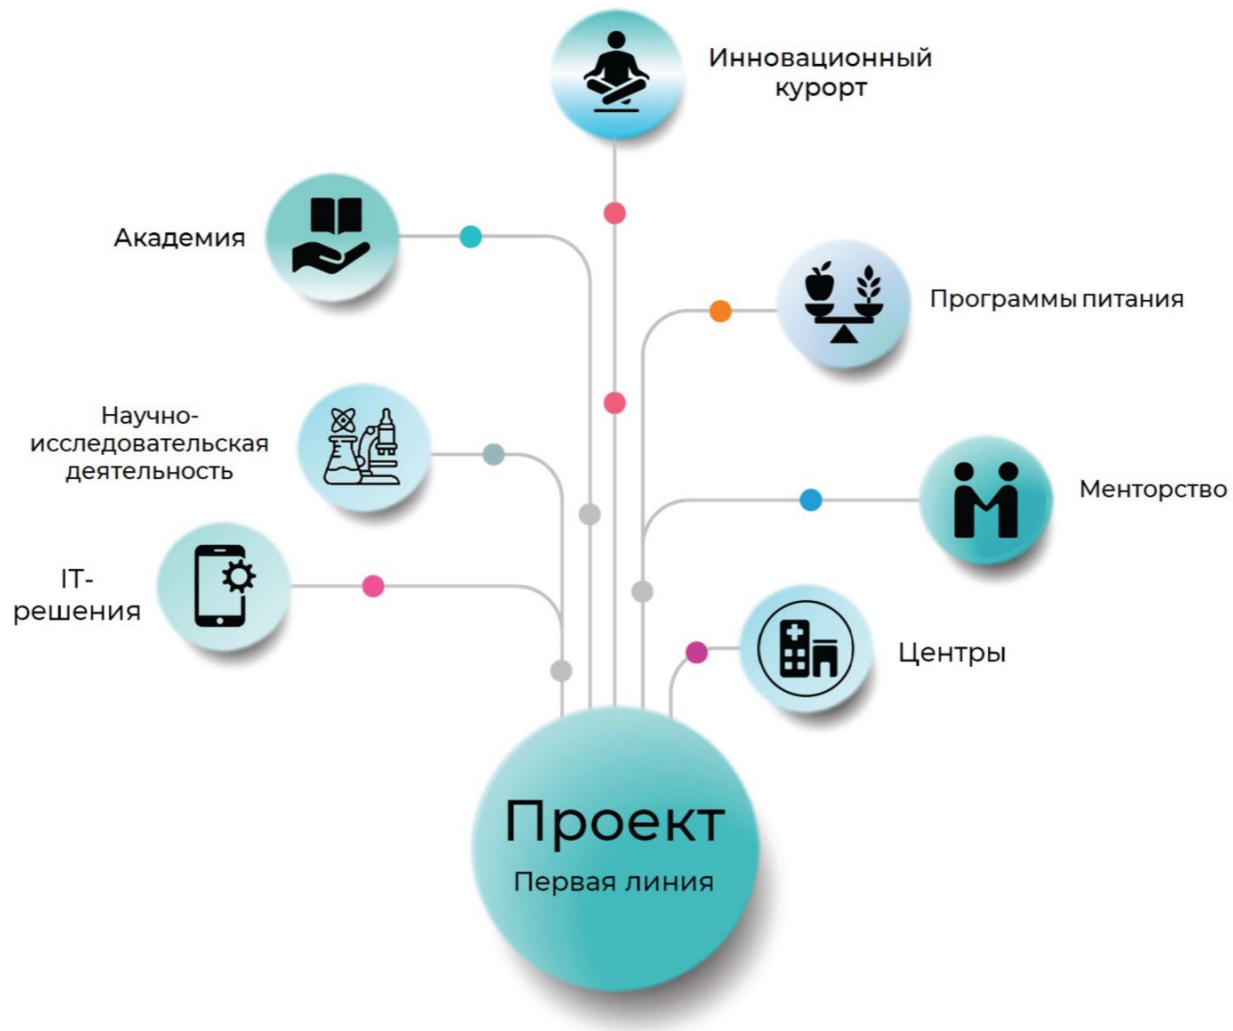 Инновационный
курорт
Академия
Программы питания
Научно-
исследовательская
деятельность
Менторство
IT-
решения
Центры
Проект
Первая линия